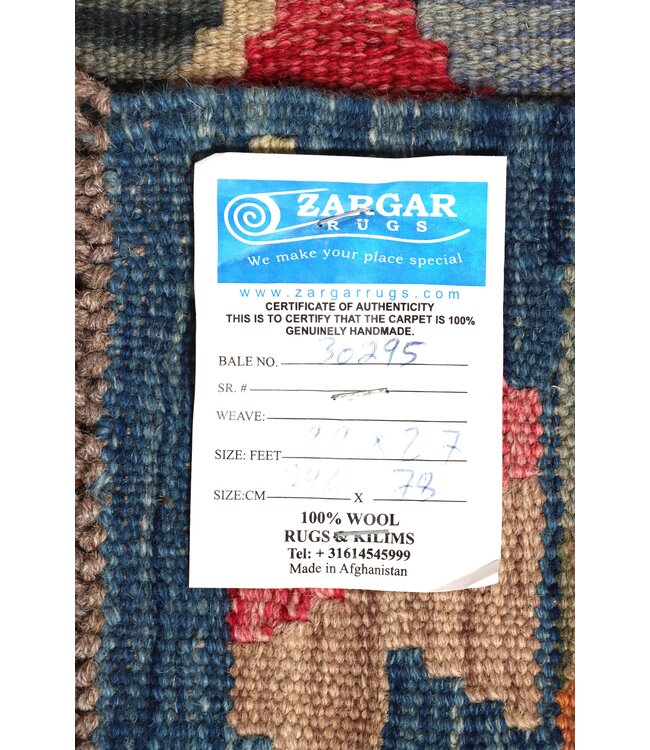 ZARGAR
RUGS
We make your place special
www.zargarrugs.com
CERTIFICATE OF AUTHENTICITY
THIS IS TO CERTIFY THAT THE CARPET IS 100%
GENUINELY HANDMADE.
BALE NO. 30295
SR. #
WEAVE:
SIZE: FEET x 2-7
SIZE:CM X 78
100% WOOL
RUGS & KILIMS
Tel: + 31614545999
Made in Afghanistan